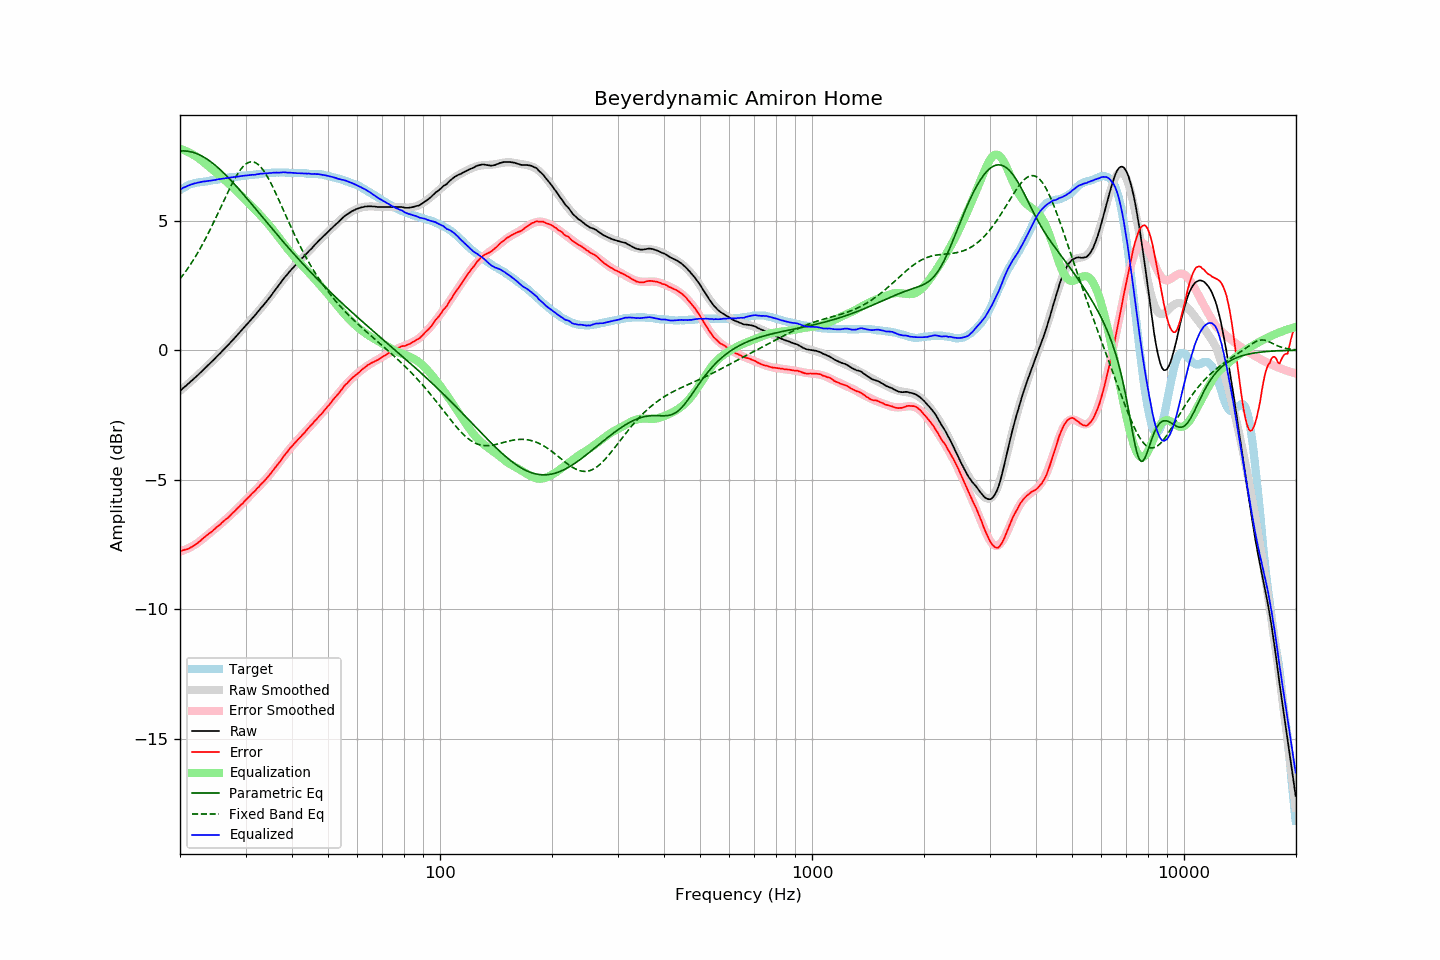 Beyerdynamic Amiron Home
Amplitude (dBr)
5
0
−5
−10
−15
Target
Raw Smoothed
Error Smoothed
Raw
Error
Equalization
Parametric Eq
Fixed Band Eq
Equalized
100
1000
10000
Frequency (Hz)